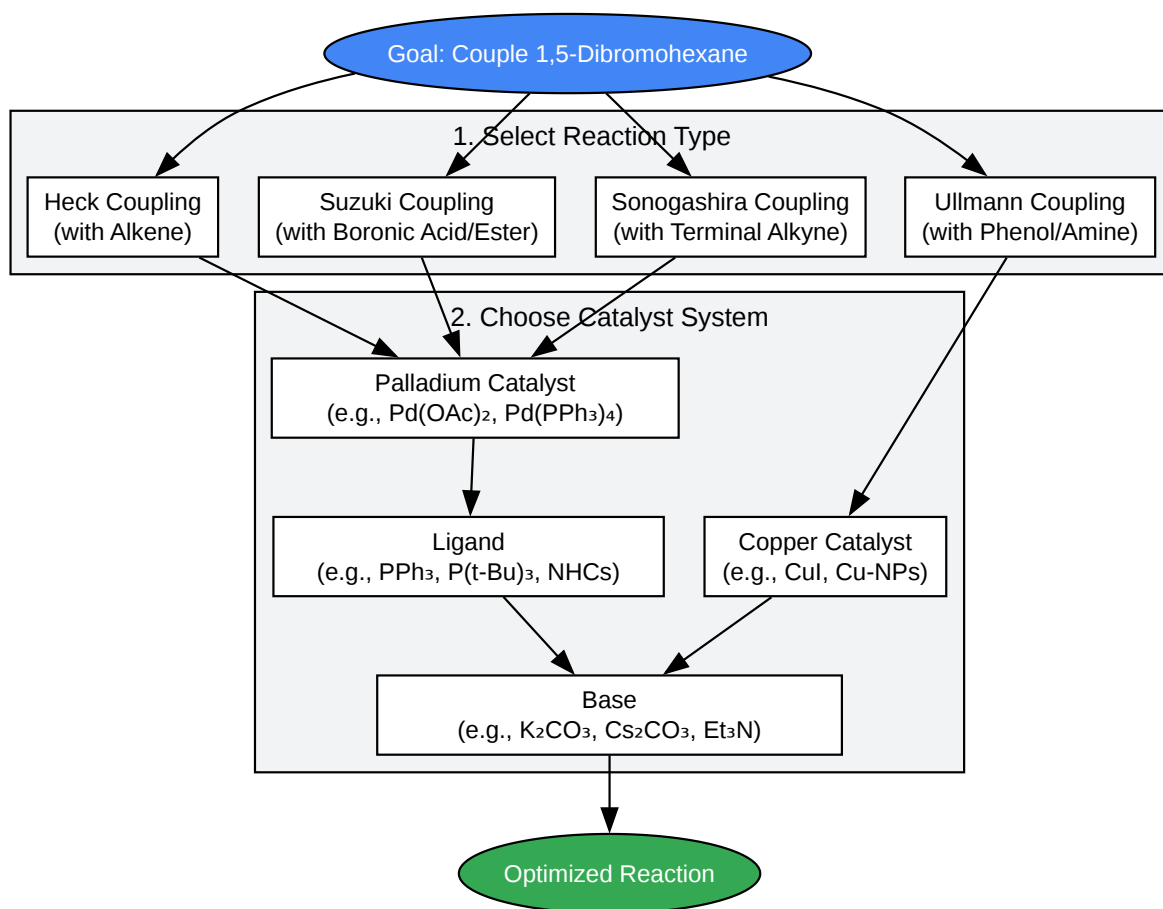 Goal: Couple 1,5-Dibromohexane
1. Select Reaction Type
Heck Coupling
(with Alkene)
Suzuki Coupling
(with Boronic Acid/Ester)
Sonogashira Coupling
(with Terminal Alkyne)
Ullmann Coupling
(with Phenol/Amine)
2. Choose Catalyst System
Palladium Catalyst
(e.g., Pd(OAc)₂, Pd(PPh₃)₄)
Ligand
(e.g., PPh₃, P(t-Bu)₃, NHCs)
Copper Catalyst
(e.g., CuI, Cu-NPs)
Base
(e.g., K₂CO₃, Cs₂CO₃, Et₃N)
Optimized Reaction